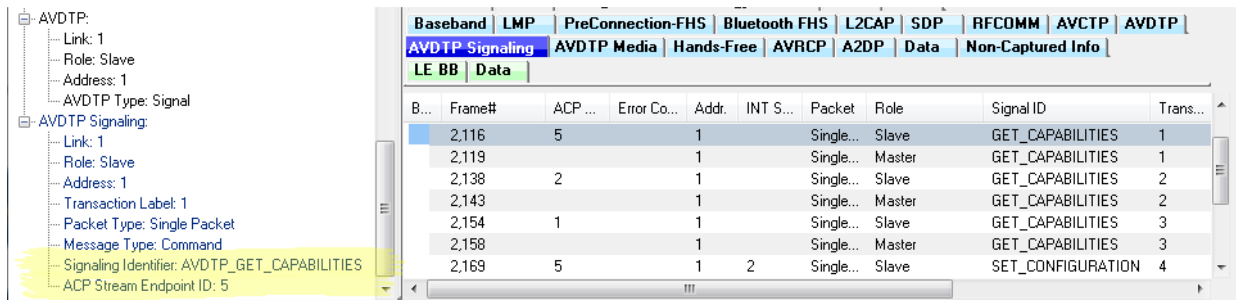 AVDTP:
Link: 1
Role: Slave
Address: 1
AVDTP Type: Signal
AVDTP Signaling:
Link: 1
Role: Slave
Address: 1
Transaction Label: 1
Packet Type: Single Packet
Message Type: Command
Signaling Identifier: AVDTP_GET_CAPABILITIES
ACP Stream Endpoint ID: 5
Baseband LMP PreConnection-FHS Bluetooth FHS L2CAP SDP RFCOMM AVCTP AVDTP
AVDTP Signaling AVDTP Media Hands-Free AVRCP A2DP Data Non-Captured Info
LE BB Data
B... Frame# ACP ... Error Co... Addr. INT S... Packet Role Signal ID Trans...
2,116 5 1 Single... Slave GET_CAPABILITIES 1
2,119 1 Single... Master GET_CAPABILITIES 1
2,138 2 1 Single... Slave GET_CAPABILITIES 2
2,143 1 Single... Master GET_CAPABILITIES 2
2,154 1 1 Single... Slave GET_CAPABILITIES 3
2,158 1 Single... Master GET_CAPABILITIES 3
2,169 5 1 2 Single... Slave SET_CONFIGURATION 4